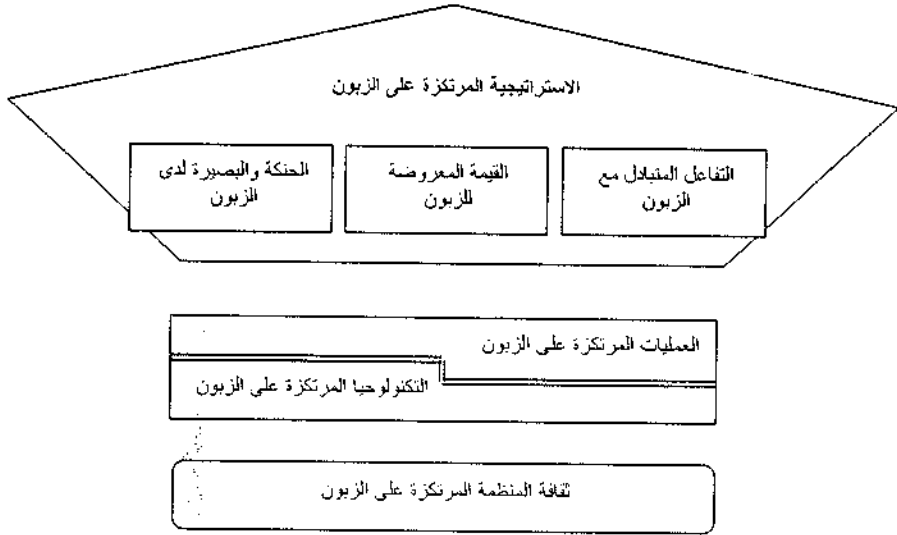 الاستراتيجية المرتكزة على الزبون
التفاعل المتبادل مع
الزبون
القيمة المعروضة
للزبون
الحنكة والبصيرة لدى
الزبون
العمليات المرتكزة على الزبون
التكنولوجيا المرتكزة على الزبون
ثقافة المنظمة المرتكزة على الزبون